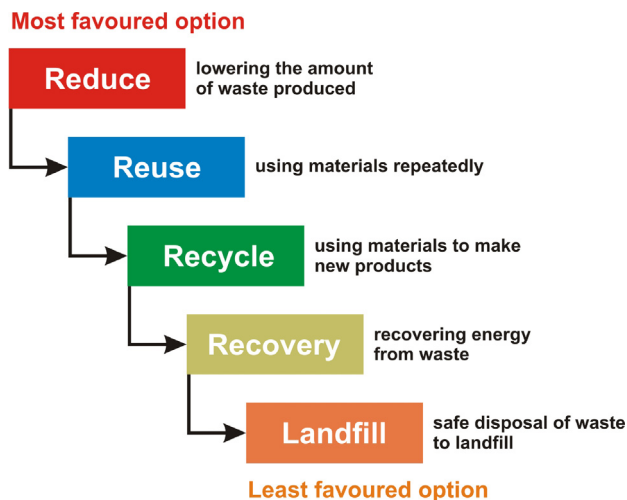 Most favoured option
Reduce
lowering the amount
of waste produced
Reuse
using materials repeatedly
Recycle
using materials to make
new products
Recovery
recovering energy
from waste
Landfill
safe disposal of waste
to landfill
Least favoured option